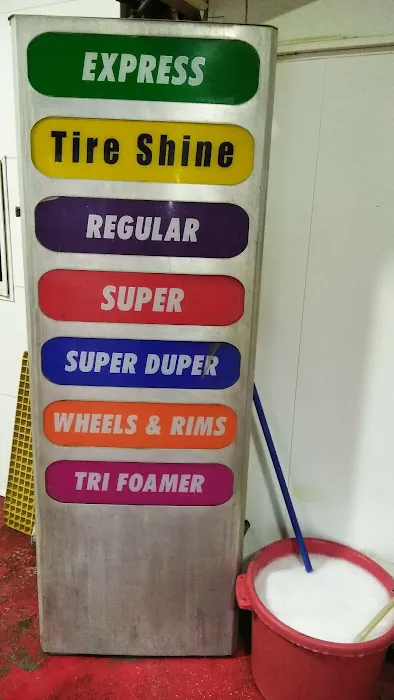 EXPRESS
Tire Shine
REGULAR
SUPER
SUPER DUPER
WHEELS & RIMS
TRI FOAMER